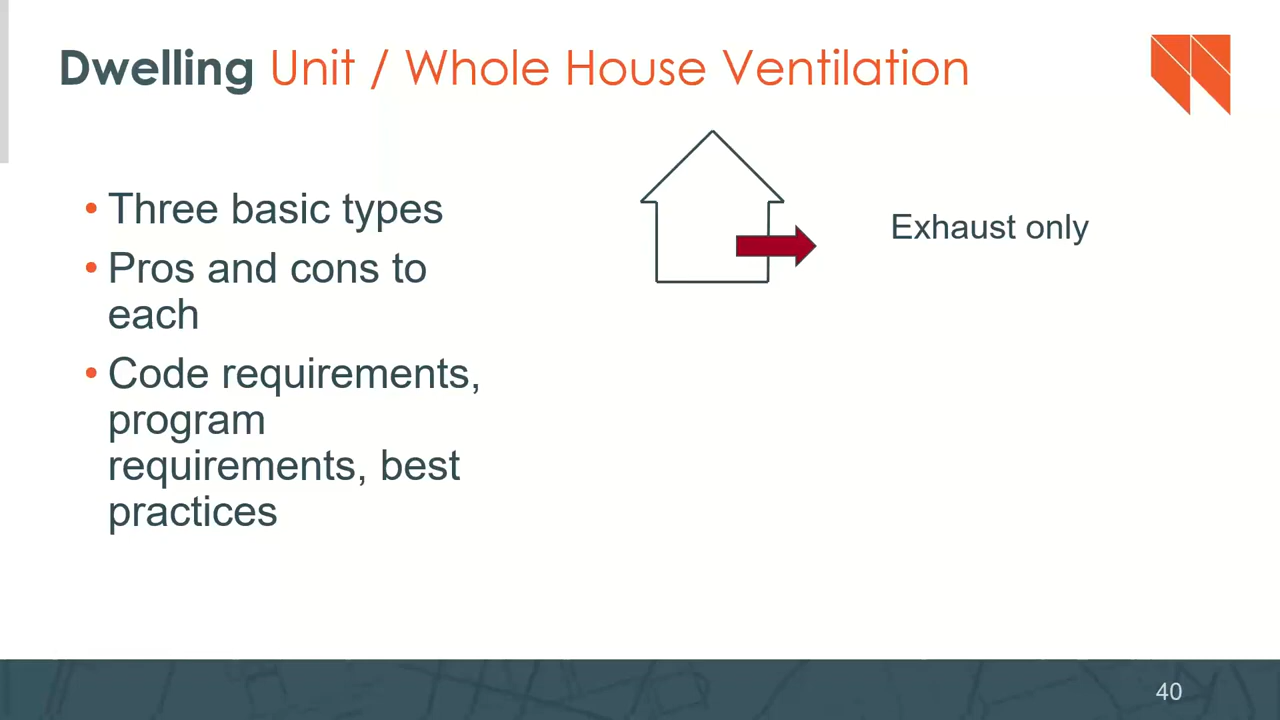 Dwelling Unit / Whole House Ventilation
• Three basic types
• Pros and cons to
each
• Code requirements,
program
requirements, best
practices
Exhaust only
40